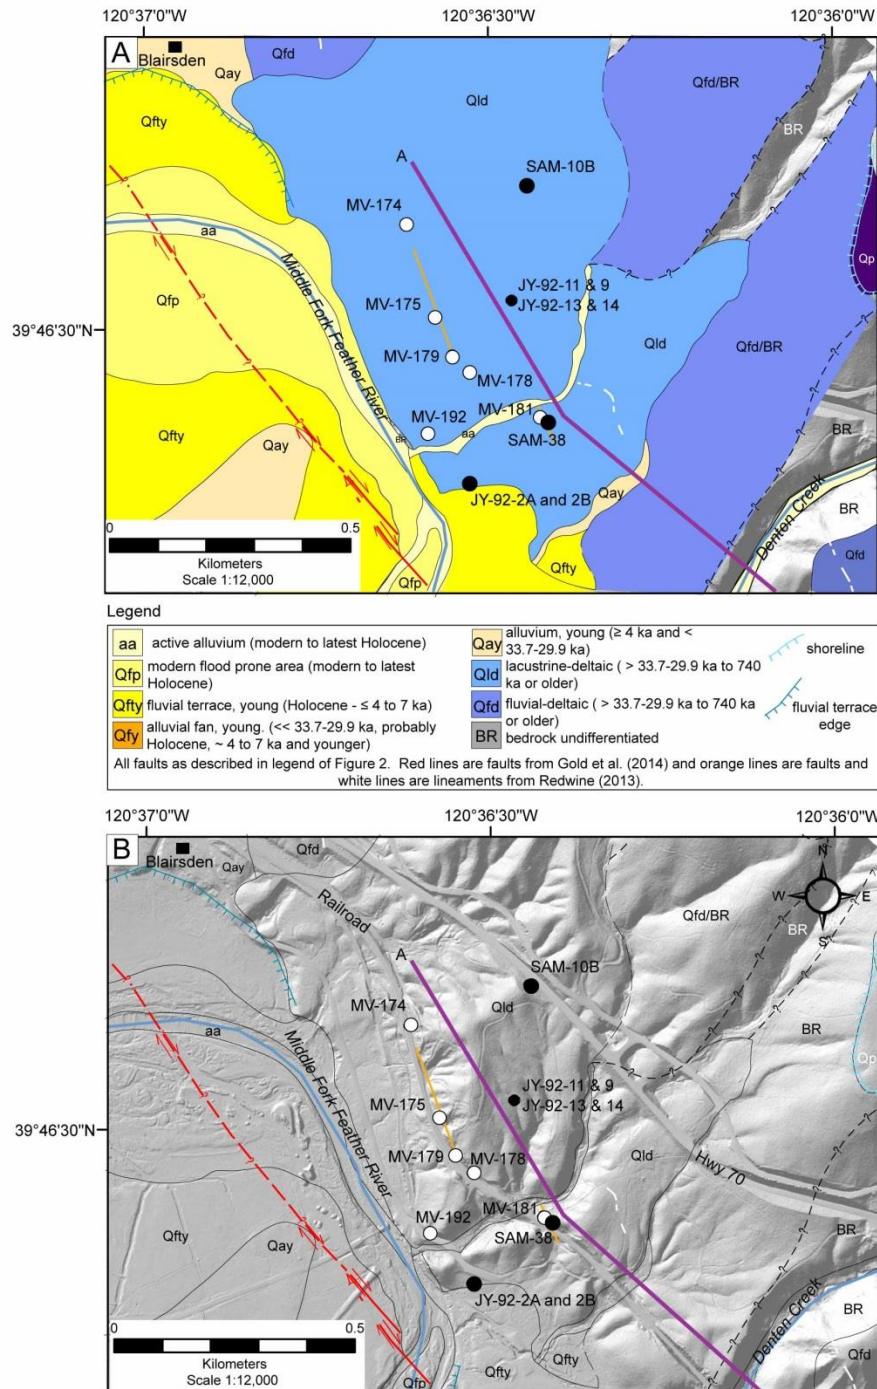 120°37'0"W
120°36'30"W
120°36'0"W
A
Blairsden
Qay
Qfd
Qfty
Qld
Qfd/BR
BR
A
SAM-10B
MV-174
aa
Middle Fork Feather River
Qp
JY-92-11 & 9
JY-92-13 & 14
Qfp
MV-175
39°46'30"N
Qld
Qfd/BR
MV-179
MV-178
MV-181
MV-192
BR
aa
SAM-38
BR
Qfty
Qay
JY-92-2A and 2B
Qay
Denton Creek
BR
0
0.5
Kilometers
Scale 1:12,000
Qfty
Qfp
Qfd
Legend
aa active alluvium (modern to latest Holocene)
Qfp modern flood prone area (modern to latest
Holocene)
Qfty fluvial terrace, young (Holocene - ≤ 4 to 7 ka)
Qfy alluvial fan, young. (<< 33.7-29.9 ka, probably
Holocene, ~ 4 to 7 ka and younger)
Qay alluvium, young (≥ 4 ka and <
33.7-29.9 ka)
Qld lacustrine-deltaic ( > 33.7-29.9 ka to 740
ka or older)
Qfd fluvial-deltaic ( > 33.7-29.9 ka to 740 ka
or older)
BR bedrock undifferentiated
shoreline
fluvial terrace
edge
All faults as described in legend of Figure 2. Red lines are faults from Gold et al. (2014) and orange lines are faults and
white lines are lineaments from Redwine (2013).
120°37'0"W
120°36'30"W
120°36'0"W
B
Blairsden
Qay
Qfd
Railroad
Qfty
Qfd/BR
N
W
E
S
BR
A
SAM-10B
Qld
MV-174
aa
Middle Fork Feather River
BR
Qp
JY-92-11 & 9
JY-92-13 & 14
MV-175
39°46'30"N
MV-179
MV-178
Qld
Hwy 70
MV-181
MV-192
SAM-38
BR
Qfty
Qay
JY-92-2A and 2B
Denton Creek
BR
0
0.5
Kilometers
Scale 1:12,000
Qfty
Qfty
Qfp
Qfd